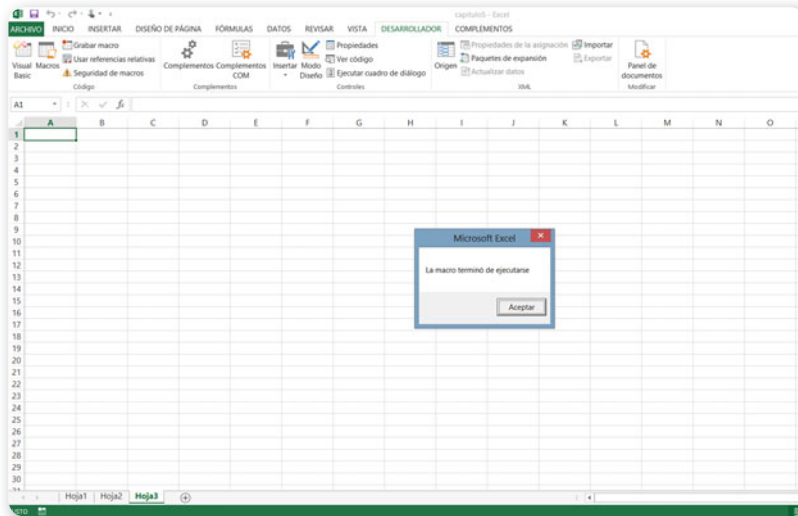 capitulo5 - Excel
ARCHIVO INICIO INSERTAR DISEÑO DE PÁGINA FÓRMULAS DATOS REVISAR VISTA DESARROLLADOR COMPLEMENTOS
Visual Basic
Macros
Grabar macro
Usar referencias relativas
Seguridad de macros
Código
Complementos
Complementos COM
Complementos
Insertar
Modo Diseño
Propiedades
Ver código
Ejecutar cuadro de diálogo
Controles
Origen
Propiedades de la asignación
Paquetes de expansión
Actualizar datos
Importar
Exportar
XML
Panel de documentos
Modificar
A1 fx
A B C D E F G H I J K L M N O
1
2
3
4
5
6
7
8
9
10
11
12
13
14
15
16
17
18
19
20
21
22
23
24
25
26
27
28
29
30
Microsoft Excel
La macro terminó de ejecutarse
Aceptar
Hoja1 Hoja2 Hoja3